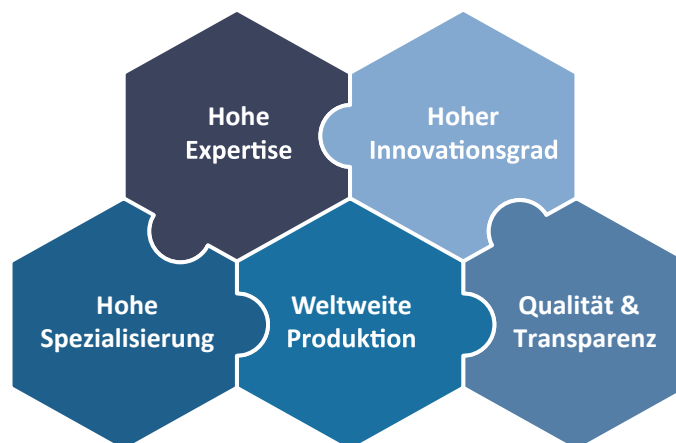 Hohe
Expertise
Hoher
Innovationsgrad
Hohe
Spezialisierung
Weltweite
Produktion
Qualität &
Transparenz